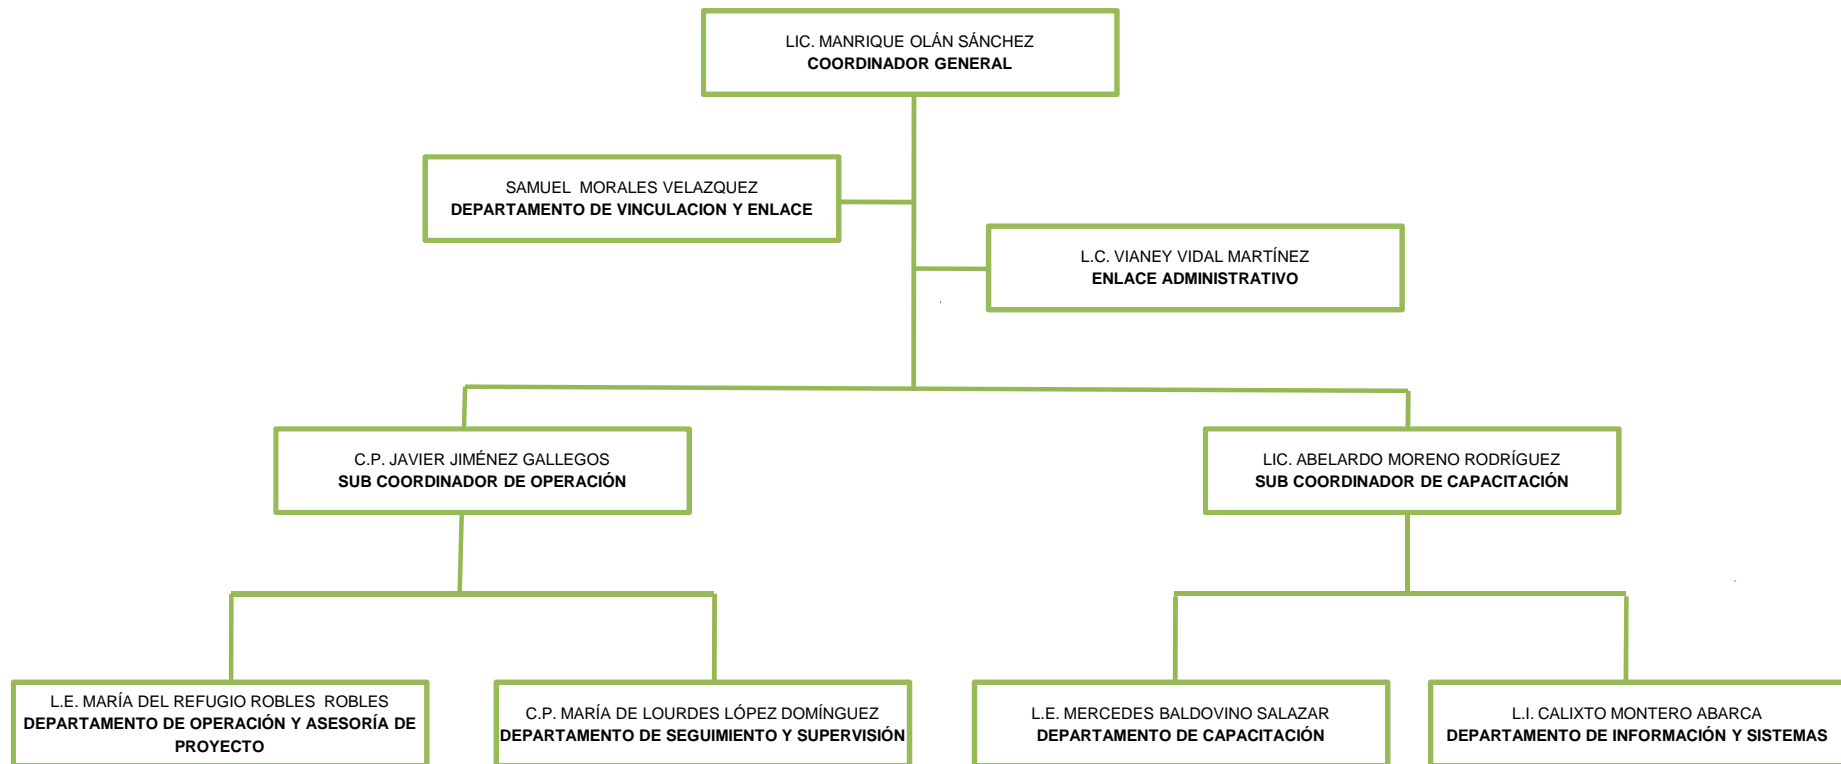 LIC. MANRIQUE OLÁN SÁNCHEZ
COORDINADOR GENERAL
SAMUEL  MORALES VELAZQUEZ
DEPARTAMENTO DE VINCULACION Y ENLACE
L.C. VIANEY VIDAL MARTÍNEZ
ENLACE ADMINISTRATIVO
C.P. JAVIER JIMÉNEZ GALLEGOS
SUB COORDINADOR DE OPERACIÓN
LIC. ABELARDO MORENO RODRÍGUEZ
SUB COORDINADOR DE CAPACITACIÓN
L.E. MARÍA DEL REFUGIO ROBLES  ROBLES
DEPARTAMENTO DE OPERACIÓN Y ASESORÍA DE
PROYECTO
C.P. MARÍA DE LOURDES LÓPEZ DOMÍNGUEZ
DEPARTAMENTO DE SEGUIMIENTO Y SUPERVISIÓN
L.E. MERCEDES BALDOVINO SALAZAR
DEPARTAMENTO DE CAPACITACIÓN
L.I. CALIXTO MONTERO ABARCA
DEPARTAMENTO DE INFORMACIÓN Y SISTEMAS